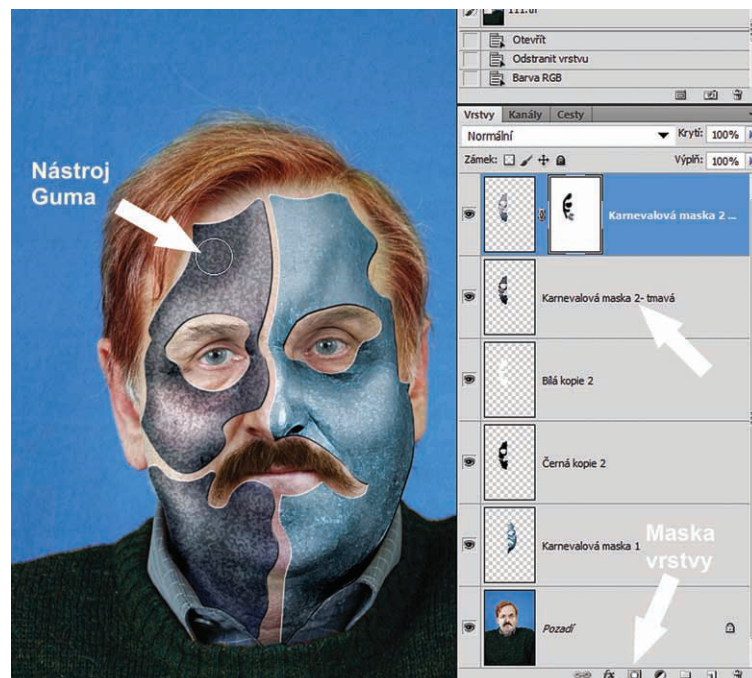 Nástroj
Guma
Otevřít
Odstranit vrstvu
Barva RGB
Vrstvy Kanály Cesty
Normální Krytí: 100%
Zámek: Výplň: 100%
Karnevalová maska 2 ...
Karnevalová maska 2- tmavá
Bílá kopie 2
Černá kopie 2
Karnevalová maska 1
Maska
vrstvy
Pozadí
fx